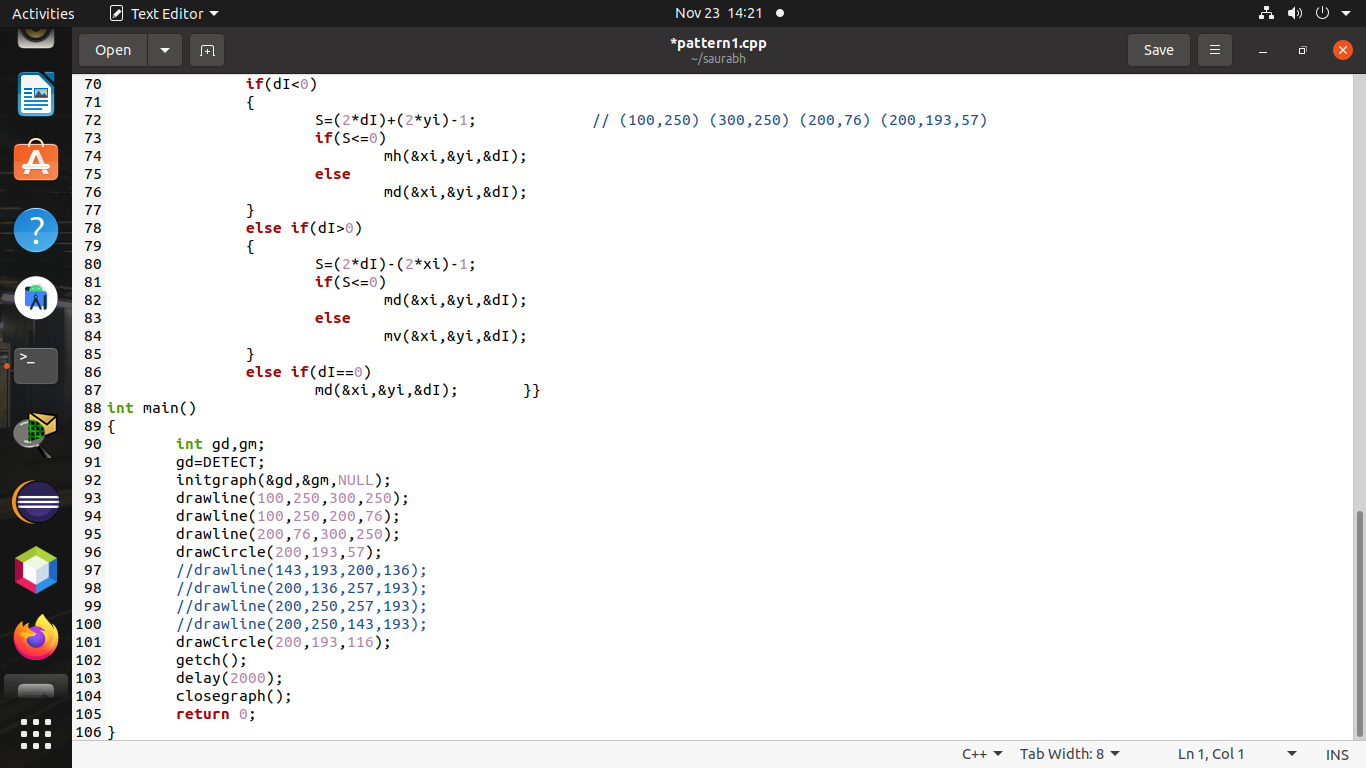 Activities Text Editor Nov 23 14:21
Open *pattern1.cpp Save
~/saurabh
70 if(dI<0)
71 {
72 S=(2*dI)+(2*yi)-1; // (100,250) (300,250) (200,76) (200,193,57)
73 if(S<=0)
74 mh(&xi,&yi,&dI);
75 else
76 md(&xi,&yi,&dI);
77 }
78 else if(dI>0)
79 {
80 S=(2*dI)-(2*xi)-1;
81 if(S<=0)
82 md(&xi,&yi,&dI);
83 else
84 mv(&xi,&yi,&dI);
85 }
86 else if(dI==0)
87 md(&xi,&yi,&dI); }}
88 int main()
89 {
90 int gd,gm;
91 gd=DETECT;
92 initgraph(&gd,&gm,NULL);
93 drawline(100,250,300,250);
94 drawline(100,250,200,76);
95 drawline(200,76,300,250);
96 drawCircle(200,193,57);
97 //drawline(143,193,200,136);
98 //drawline(200,136,257,193);
99 //drawline(200,250,257,193);
100 //drawline(200,250,143,193);
101 drawCircle(200,193,116);
102 getch();
103 delay(2000);
104 closegraph();
105 return 0;
106 }
C++ Tab Width: 8 Ln 1, Col 1 INS